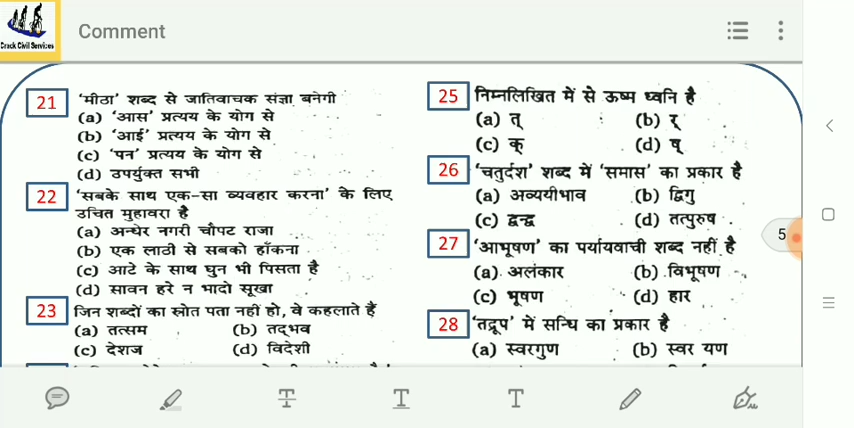 Crack Civil Services
Comment
21
'मीठा' शब्द से जातिवाचक संज्ञा बनेगी
(a) 'आस' प्रत्यय के योग से
(b) 'आई' प्रत्यय के योग से
(c) 'पन' प्रत्यय के योग से
(d) उपर्युक्त सभी
22
'सबके साथ एक-सा व्यवहार करना' के लिए
उचित मुहावरा है
(a) अन्धेर नगरी चौपट राजा
(b) एक लाठी से सबको हाँकना
(c) आटे के साथ घुन भी पिसता है
(d) सावन हरे न भादो सूखा
23
जिन शब्दों का स्रोत पता नहीं हो, वे कहलाते हैं
(a) तत्सम (b) तद्भव
(c) देशज (d) विदेशी
25
निम्नलिखित में से ऊष्म ध्वनि है
(a) त् (b) र्
(c) क् (d) ष्
26
'चतुर्दश' शब्द में 'समास' का प्रकार है
(a) अव्ययीभाव (b) द्विगु
(c) द्वन्द्व (d) तत्पुरुष
27
'आभूषण' का पर्यायवाची शब्द नहीं है
(a) अलंकार (b) विभूषण
(c) भूषण (d) हार
28
'तद्रूप' में सन्धि का प्रकार है
(a) स्वरगुण (b) स्वर यण
5